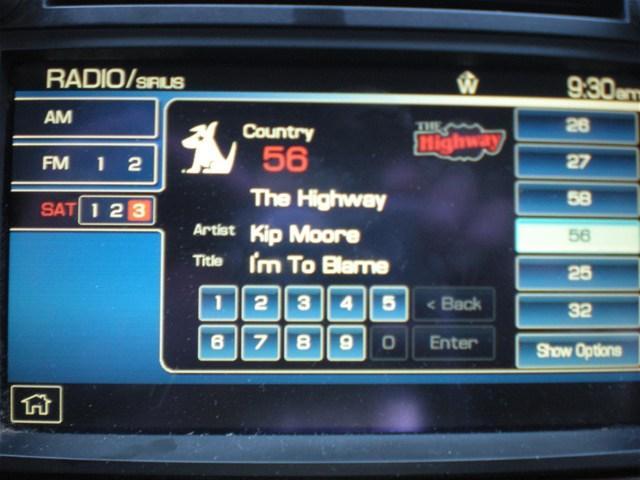 RADIO/SIRIUS
W
9:30am
AM
FM 1 2
SAT 1 2 3
Country
56
THE Highway
The Highway
Artist Kip Moore
Title I'm To Blame
1 2 3 4 5 < Back
6 7 8 9 0 Enter
26
27
58
56
25
32
Show Options